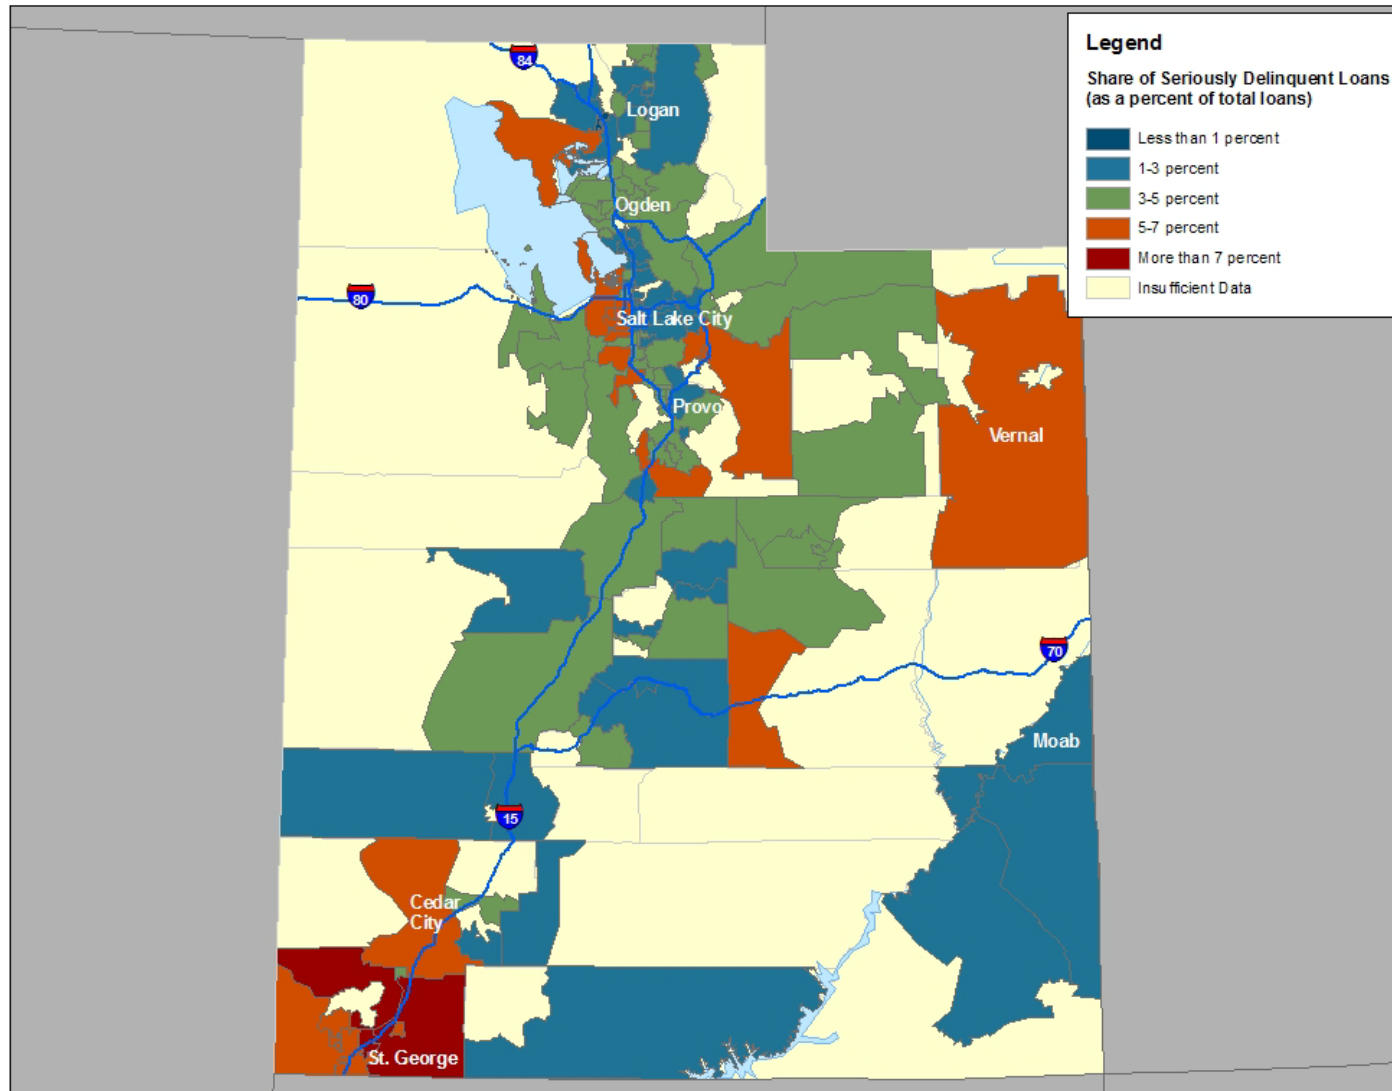 Legend
Share of Seriously Delinquent Loans
(as a percent of total loans)
Less than 1 percent
1-3 percent
3-5 percent
5-7 percent
More than 7 percent
Insufficient Data
84
Logan
Ogden
80
Salt Lake City
Provo
Vernal
70
Moab
15
Cedar
City
St. George